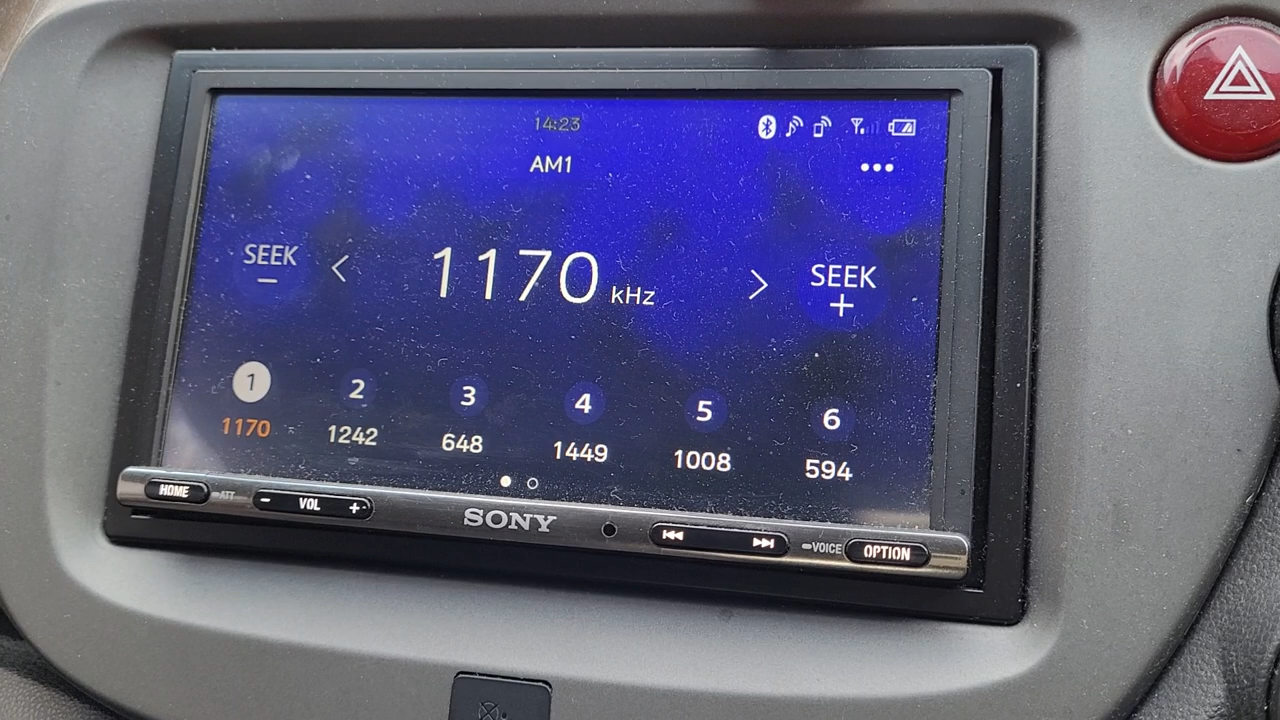 14:23
AM1
SEEK
1170 kHz
SEEK
1 2 3 4 5 6
1170 1242 648 1449 1008 594
HOME ATT VOL SONY VOICE OPTION